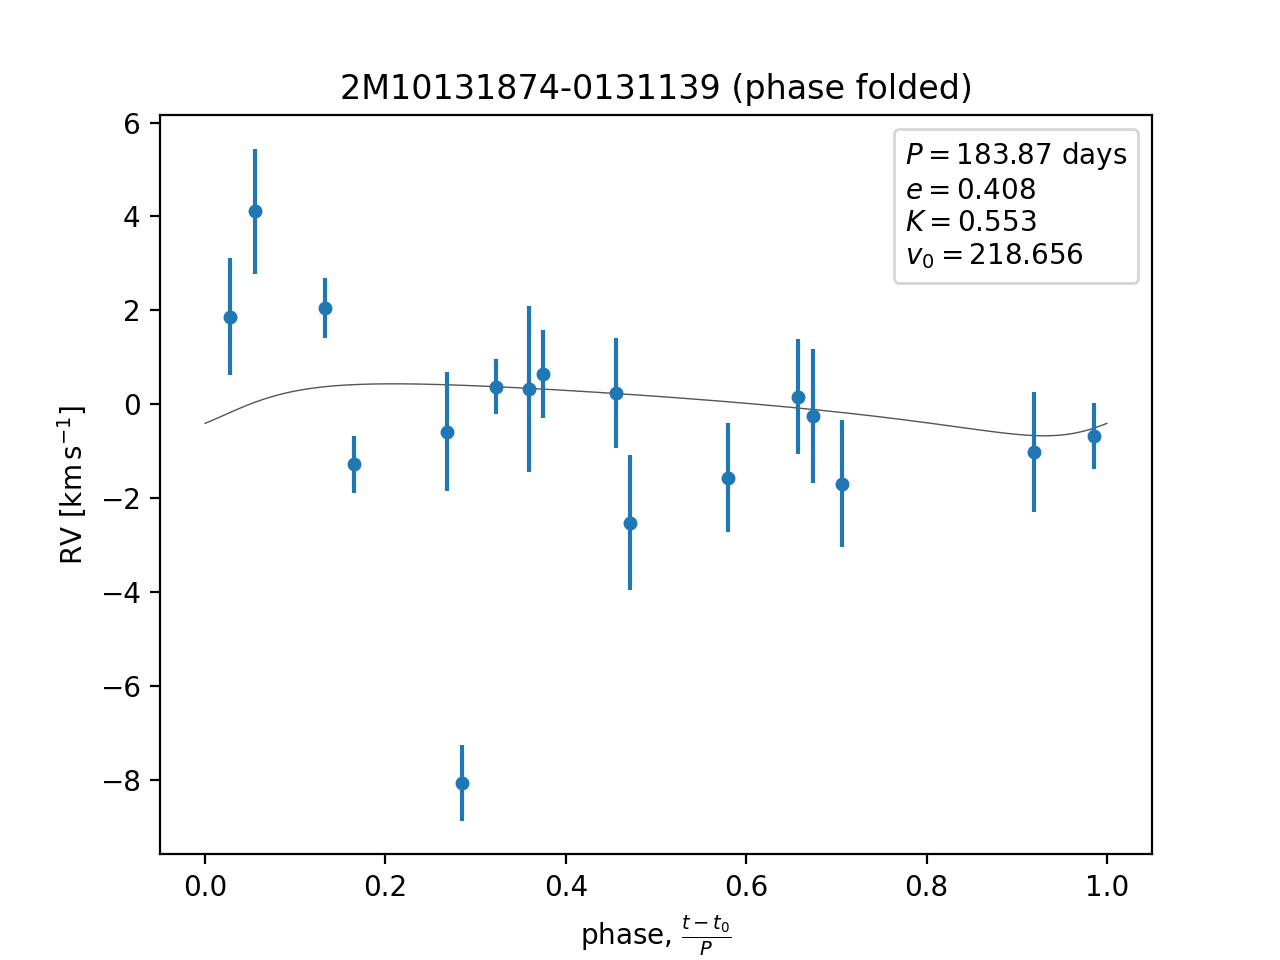 2M10131874-0131139 (phase folded)
P = 183.87 days
e = 0.408
K = 0.553
v₀ = 218.656
RV [km s⁻¹]
6
4
2
0
−2
−4
−6
−8
0.0 0.2 0.4 0.6 0.8 1.0
phase, (t − t₀)/P